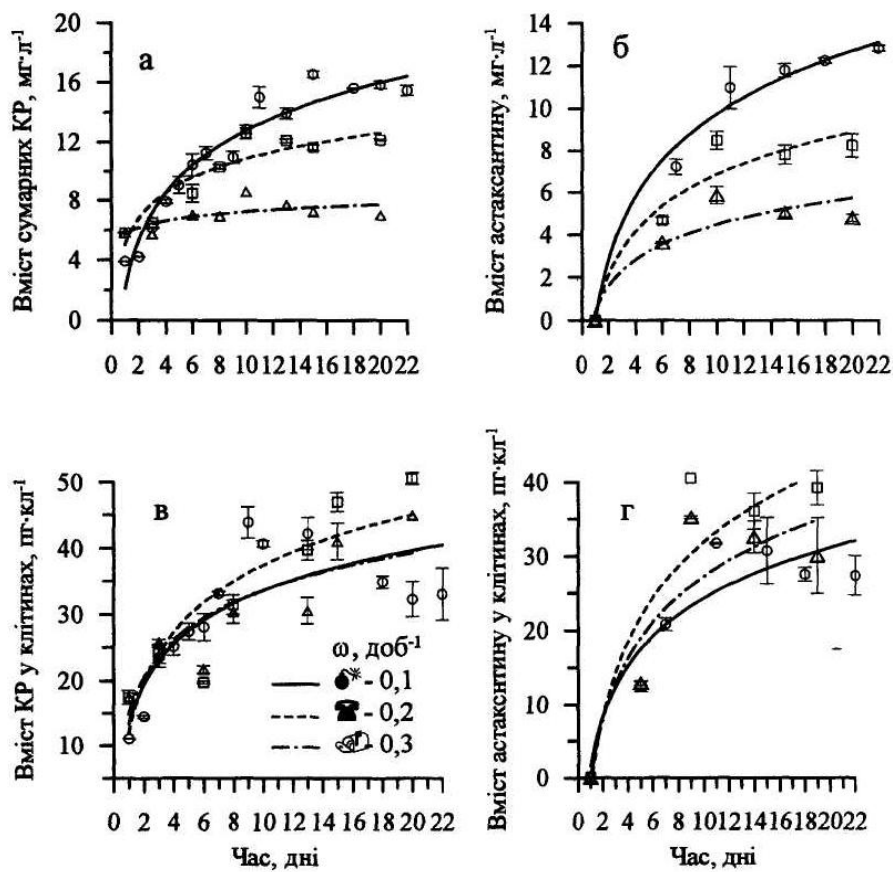 а
Вміст сумарних КР, мг·л⁻¹
20
16
12
8
4
0
0 2 4 6 8 10 12 14 16 18 20 22
б
Вміст астаксантину, мг·л⁻¹
14
12
10
8
6
4
2
0
0 2 4 6 8 10 12 14 16 18 20 22
в
Вміст КР у клітинах, пг·кл⁻¹
50
40
30
20
10
ω, доб⁻¹
- 0,1
- 0,2
- 0,3
0 2 4 6 8 10 12 14 16 18 20 22
Час, дні
г
Вміст астакснтину у клітинах, пг·кл⁻¹
40
30
20
10
0
0 2 4 6 8 10 12 14 16 18 20 22
Час, дні